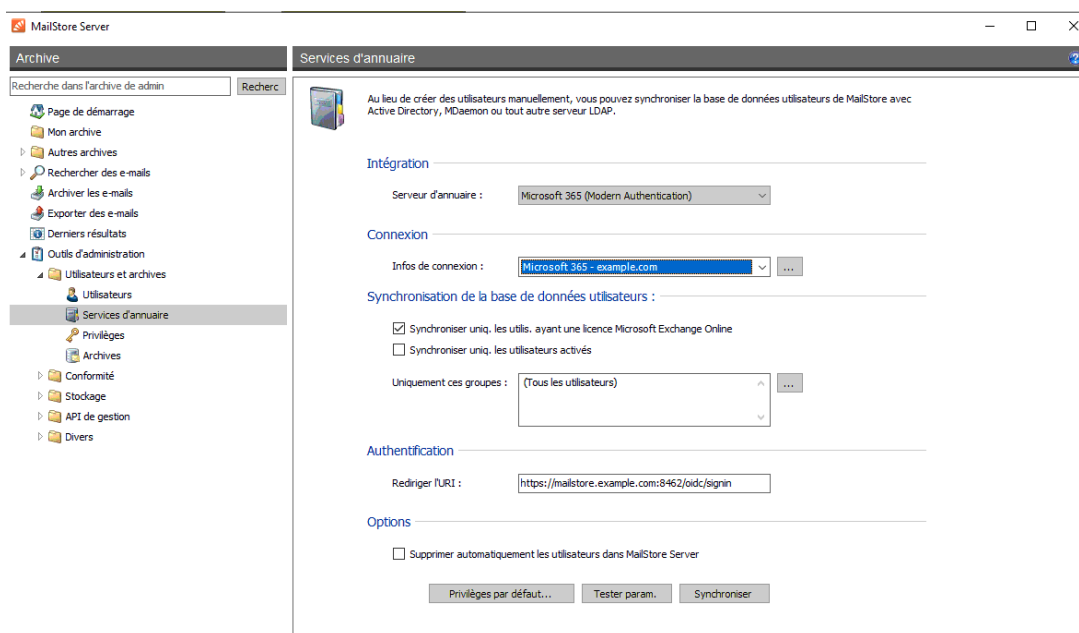 MailStore Server
Archive
Services d'annuaire
Recherche dans l'archive de admin
Recherc
Page de démarrage
Mon archive
Autres archives
Rechercher des e-mails
Archiver les e-mails
Exporter des e-mails
Derniers résultats
Outils d'administration
Utilisateurs et archives
Utilisateurs
Services d'annuaire
Privilèges
Archives
Conformité
Stockage
API de gestion
Divers
Au lieu de créer des utilisateurs manuellement, vous pouvez synchroniser la base de données utilisateurs de MailStore avec
Active Directory, MDaemon ou tout autre serveur LDAP.
Intégration
Serveur d'annuaire : Microsoft 365 (Modern Authentication)
Connexion
Infos de connexion : Microsoft 365 - example.com ...
Synchronisation de la base de données utilisateurs :
Synchroniser uniq. les utilis. ayant une licence Microsoft Exchange Online
Synchroniser uniq. les utilisateurs activés
Uniquement ces groupes : (Tous les utilisateurs) ...
Authentification
Rediriger l'URI : https://mailstore.example.com:8462/oidc/signin
Options
Supprimer automatiquement les utilisateurs dans MailStore Server
Privilèges par défaut... Tester param. Synchroniser